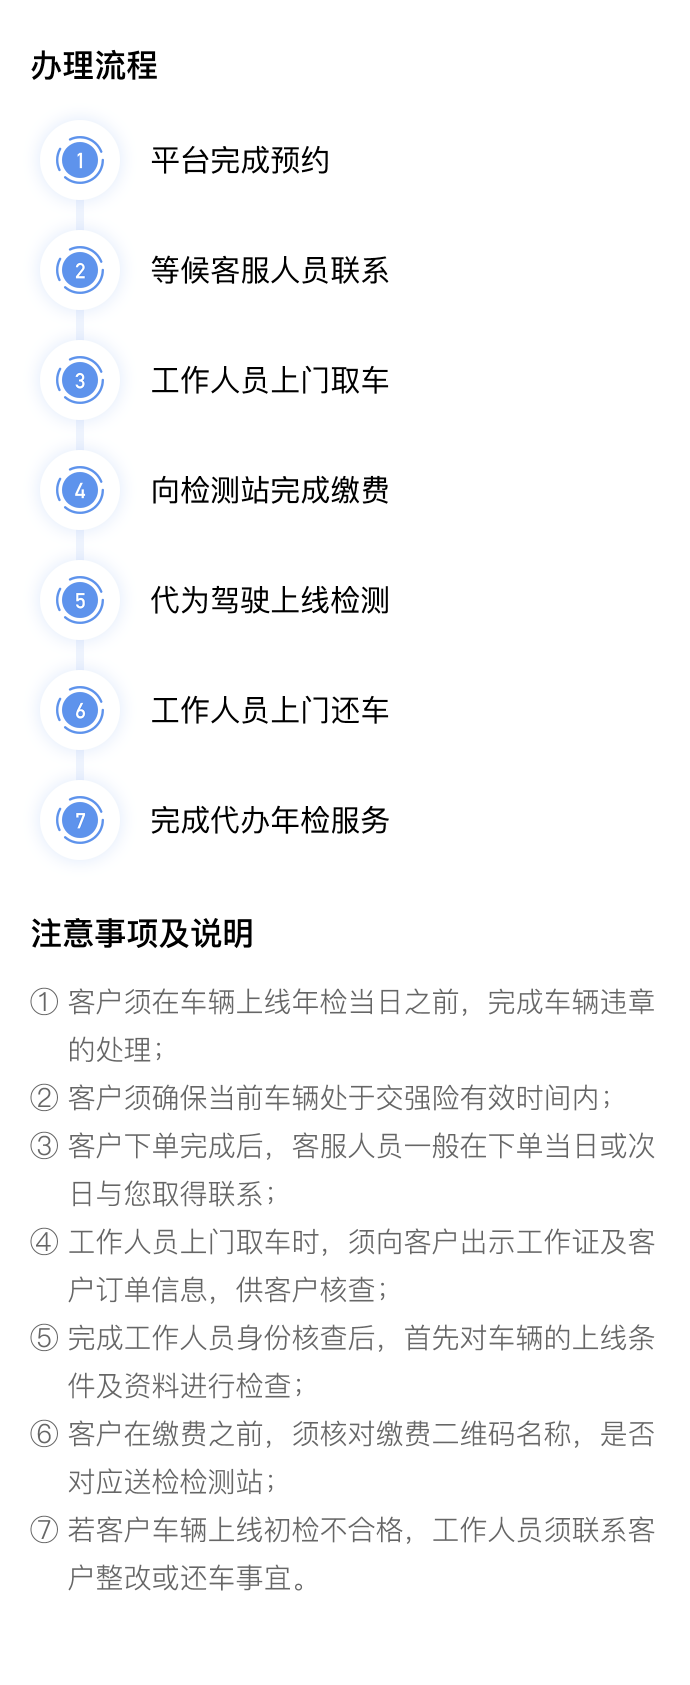 办理流程
1 平台完成预约
2 等候客服人员联系
3 工作人员上门取车
4 向检测站完成缴费
5 代为驾驶上线检测
6 工作人员上门还车
7 完成代办年检服务
注意事项及说明
① 客户须在车辆上线年检当日之前，完成车辆违章
的处理；
② 客户须确保当前车辆处于交强险有效时间内；
③ 客户下单完成后，客服人员一般在下单当日或次
日与您取得联系；
④ 工作人员上门取车时，须向客户出示工作证及客
户订单信息，供客户核查；
⑤ 完成工作人员身份核查后，首先对车辆的上线条
件及资料进行检查；
⑥ 客户在缴费之前，须核对缴费二维码名称，是否
对应送检检测站；
⑦ 若客户车辆上线初检不合格，工作人员须联系客
户整改或还车事宜。